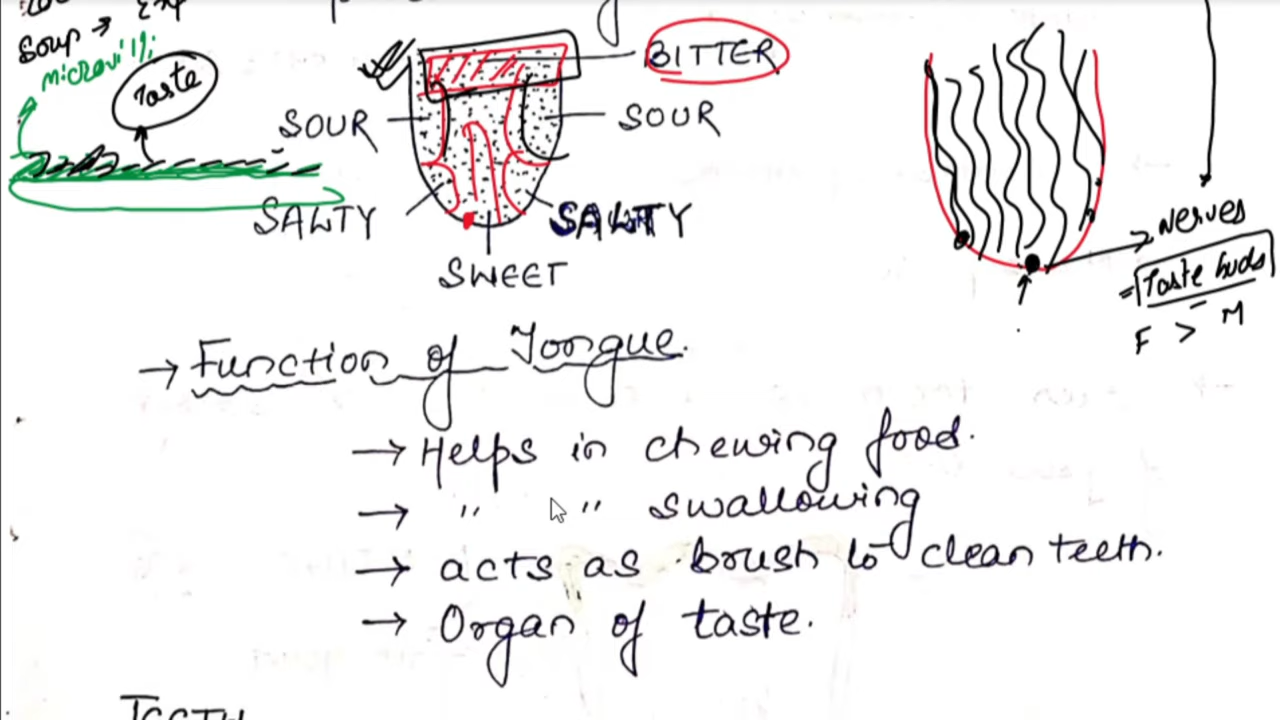 Soup →
microvilli
Taste
BITTER
SOUR
SOUR
SALTY
SALTY
SWEET
Nerves
= Taste buds
F > M
→ Function of Tongue.
→ Helps in chewing food.
→ " " swallowing
→ acts as brush to clean teeth.
→ Organ of taste.
TEETH